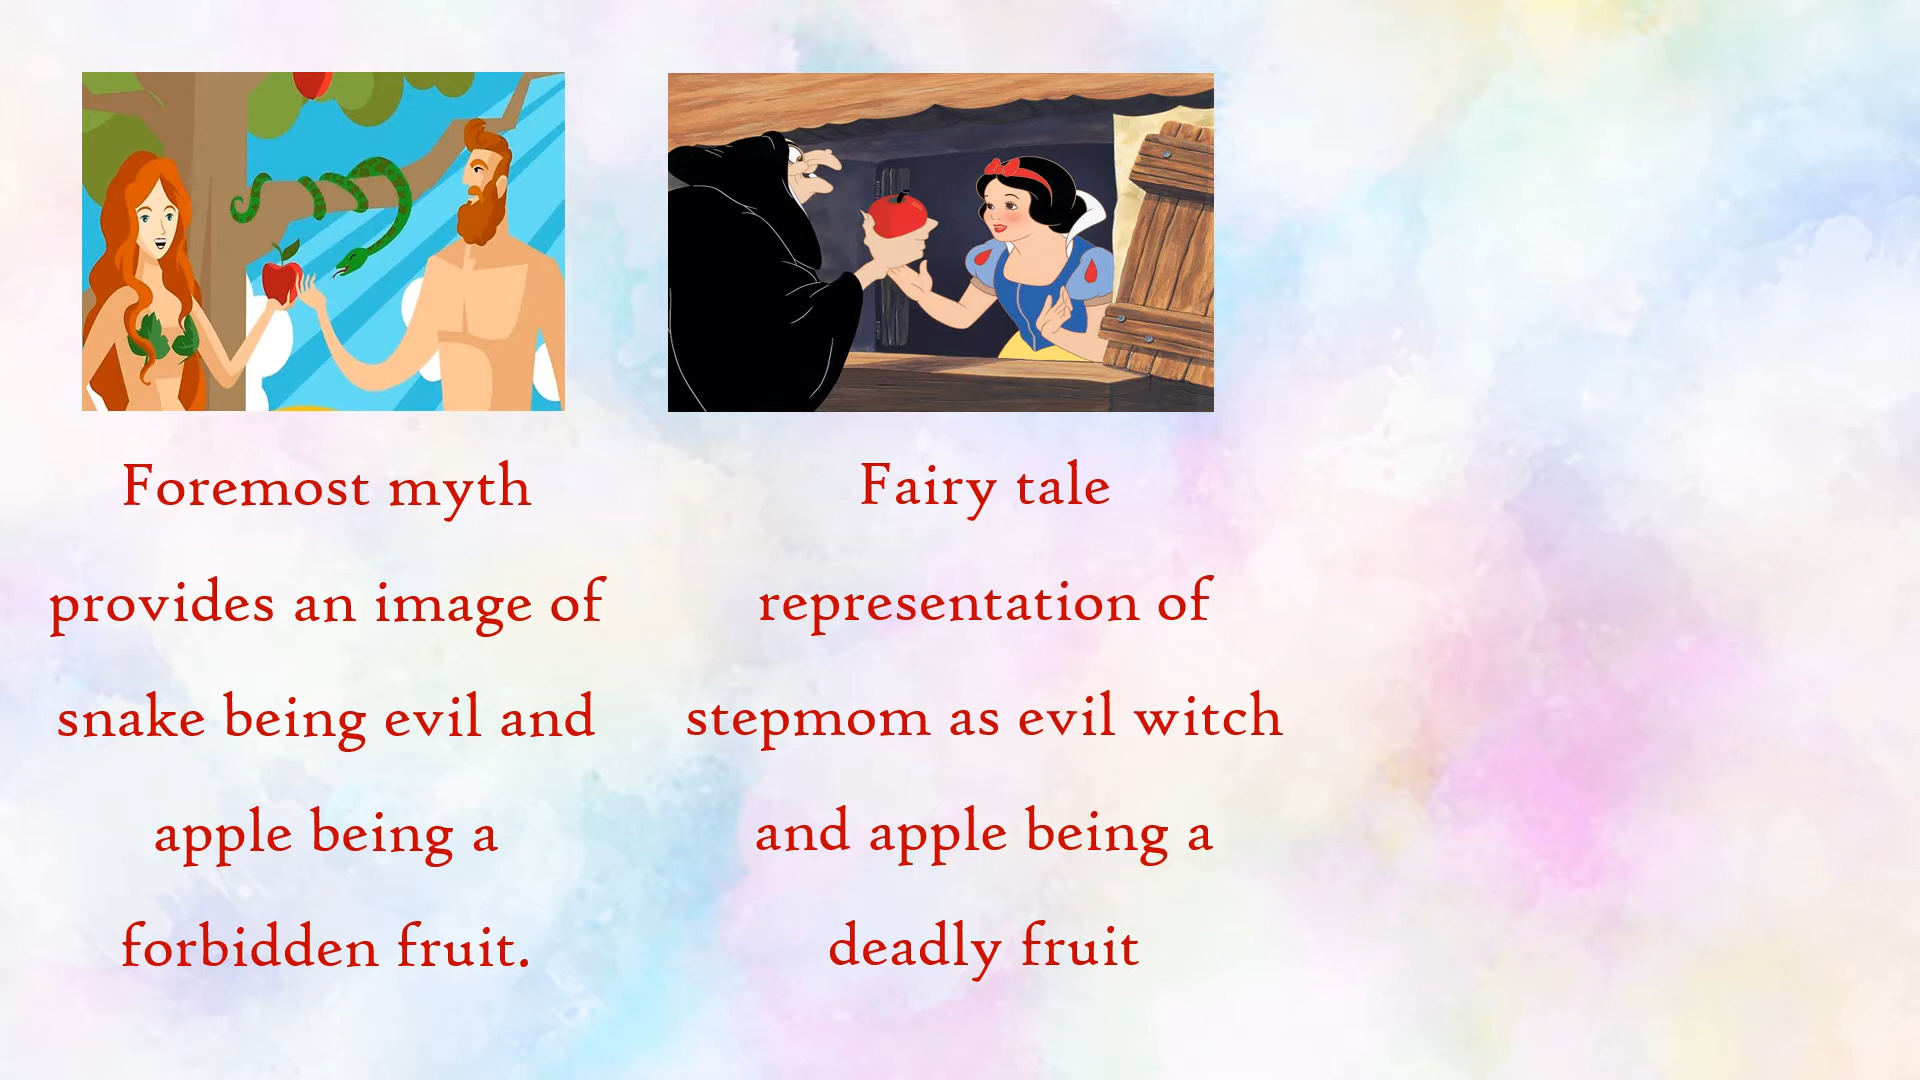 Foremost myth
provides an image of
snake being evil and
apple being a
forbidden fruit.
Fairy tale
representation of
stepmom as evil witch
and apple being a
deadly fruit